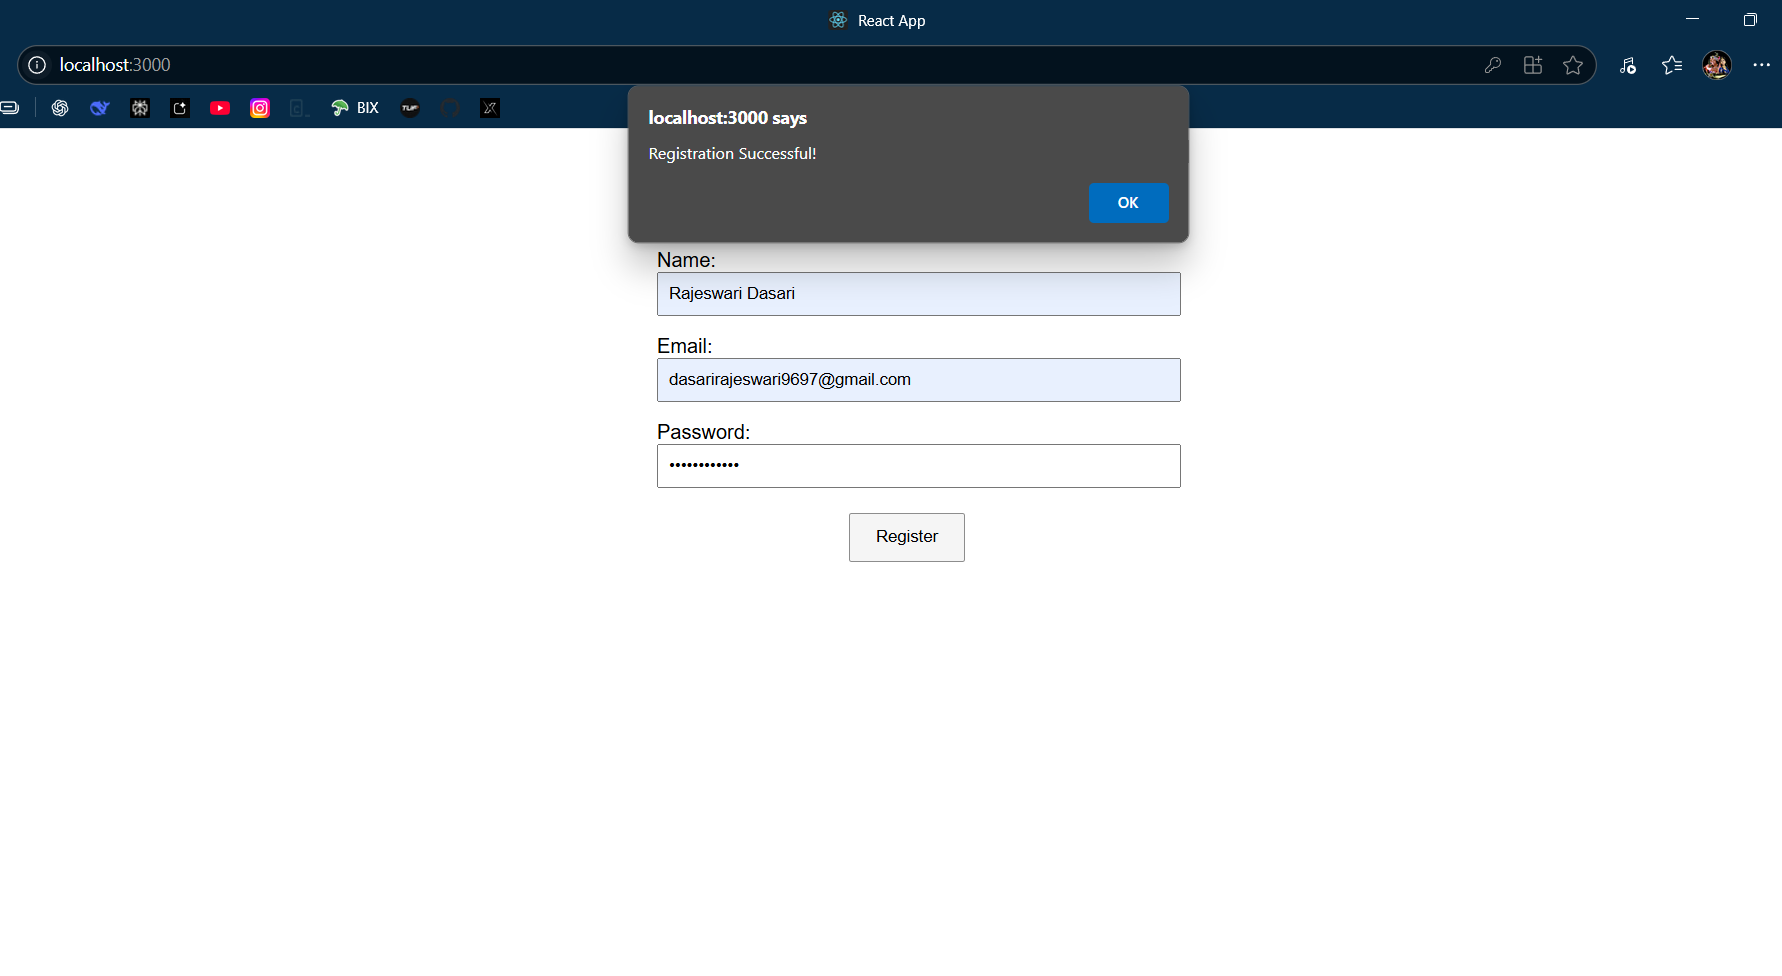 React App
localhost:3000
BIX
TUF
localhost:3000 says
Registration Successful!
OK
Name:
Rajeswari Dasari
Email:
dasarirajeswari9697@gmail.com
Password:
••••••••••••
Register